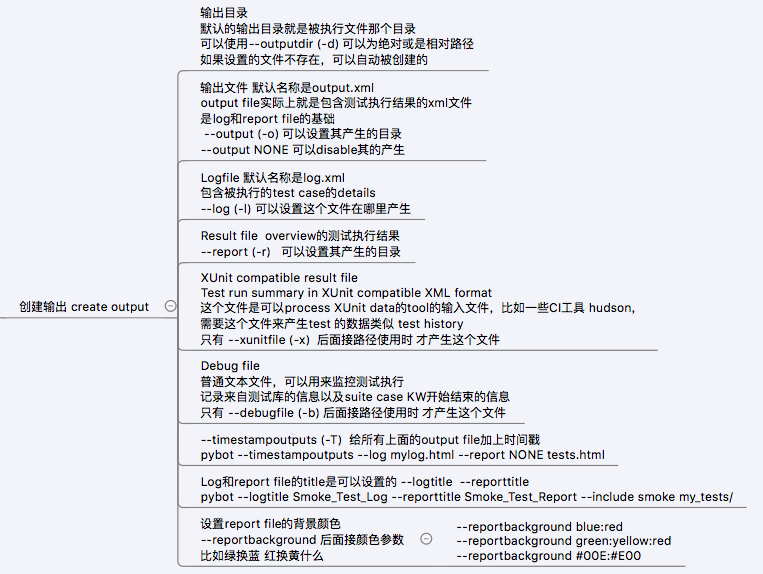 创建输出 create output
输出目录
默认的输出目录就是被执行文件那个目录
可以使用--outputdir (-d) 可以为绝对或是相对路径
如果设置的文件不存在，可以自动被创建的
输出文件 默认名称是output.xml
output file实际上就是包含测试执行结果的xml文件
是log和report file的基础
--output (-o) 可以设置其产生的目录
--output NONE 可以disable其的产生
Logfile 默认名称是log.xml
包含被执行的test case的details
--log (-l) 可以设置这个文件在哪里产生
Result file overview的测试执行结果
--report (-r) 可以设置其产生的目录
XUnit compatible result file
Test run summary in XUnit compatible XML format
这个文件是可以process XUnit data的tool的输入文件，比如一些CI工具 hudson,
需要这个文件来产生test 的数据类似 test history
只有 --xunitfile (-x) 后面接路径使用时 才产生这个文件
Debug file
普通文本文件，可以用来监控测试执行
记录来自测试库的信息以及suite case KW开始结束的信息
只有 --debugfile (-b) 后面接路径使用时 才产生这个文件
--timestampoutputs (-T) 给所有上面的output file加上时间戳
pybot --timestampoutputs --log mylog.html --report NONE tests.html
Log和report file的title是可以设置的 --logtitle --reporttitle
pybot --logtitle Smoke_Test_Log --reporttitle Smoke_Test_Report --include smoke my_tests/
设置report file的背景颜色
--reportbackground 后面接颜色参数
比如绿换蓝 红换黄什么
--reportbackground blue:red
--reportbackground green:yellow:red
--reportbackground #00E:#E00